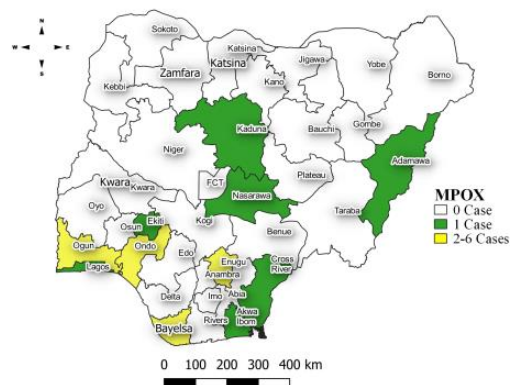 N
W E
S
Sokoto
Katsina
Katsina
Zamfara
Jigawa
Yobe
Borno
Kano
Kebbi
Kaduna
Bauchi
Gombe
Adamawa
Niger
Plateau
FCT
Nasarawa
Kwara
Kwara
Taraba
Oyo
Kogi
Osun
Ekiti
Benue
Ogun
Ondo
Edo
Enugu
Cross
River
Lagos
Anambra
Delta
Imo
Abia
Akwa
Ibom
Rivers
Bayelsa
MPOX
0 Case
1 Case
2-6 Cases
0 100 200 300 400 km